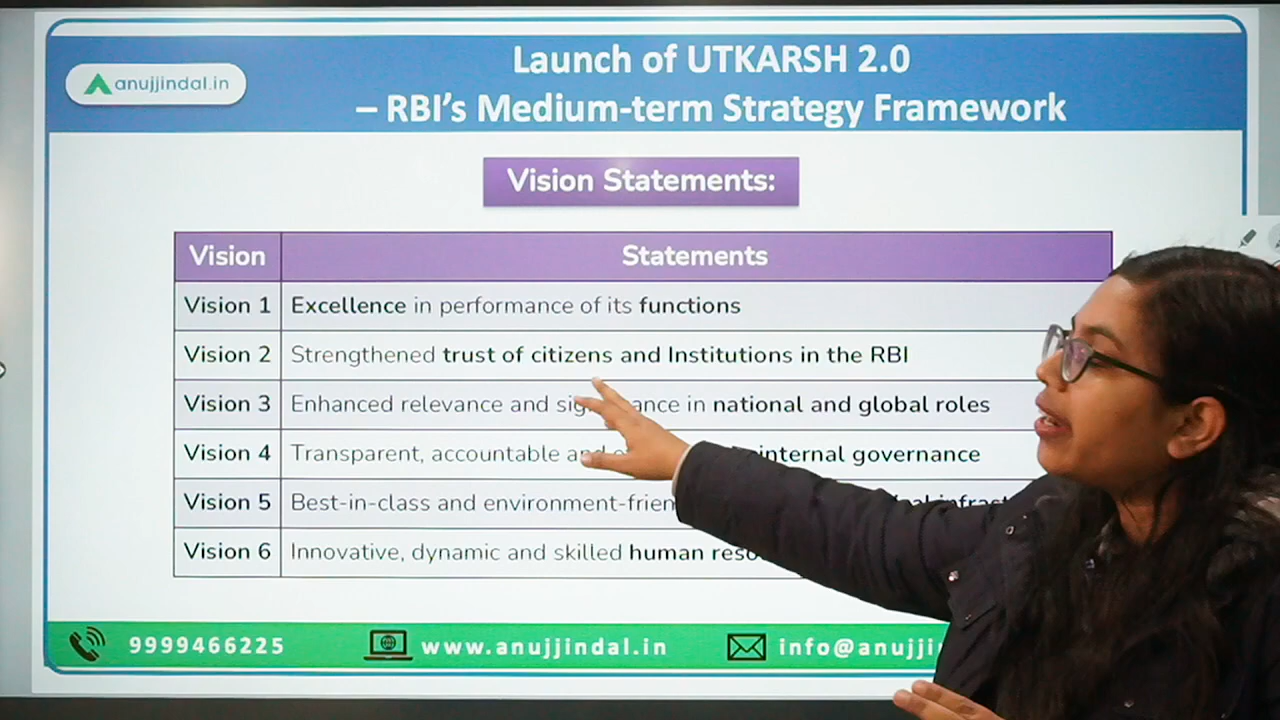 Launch of UTKARSH 2.0
– RBI's Medium-term Strategy Framework
anujjindal.in
Vision Statements:
Vision Statements
Vision 1 Excellence in performance of its functions
Vision 2 Strengthened trust of citizens and Institutions in the RBI
Vision 3 Enhanced relevance and in national and global roles
Vision 4 Transparent, accountable and internal governance
Vision 5 Best-in-class and
Vision 6 Innovative, dynamic and skilled human
9999466225 www.anujjindal.in